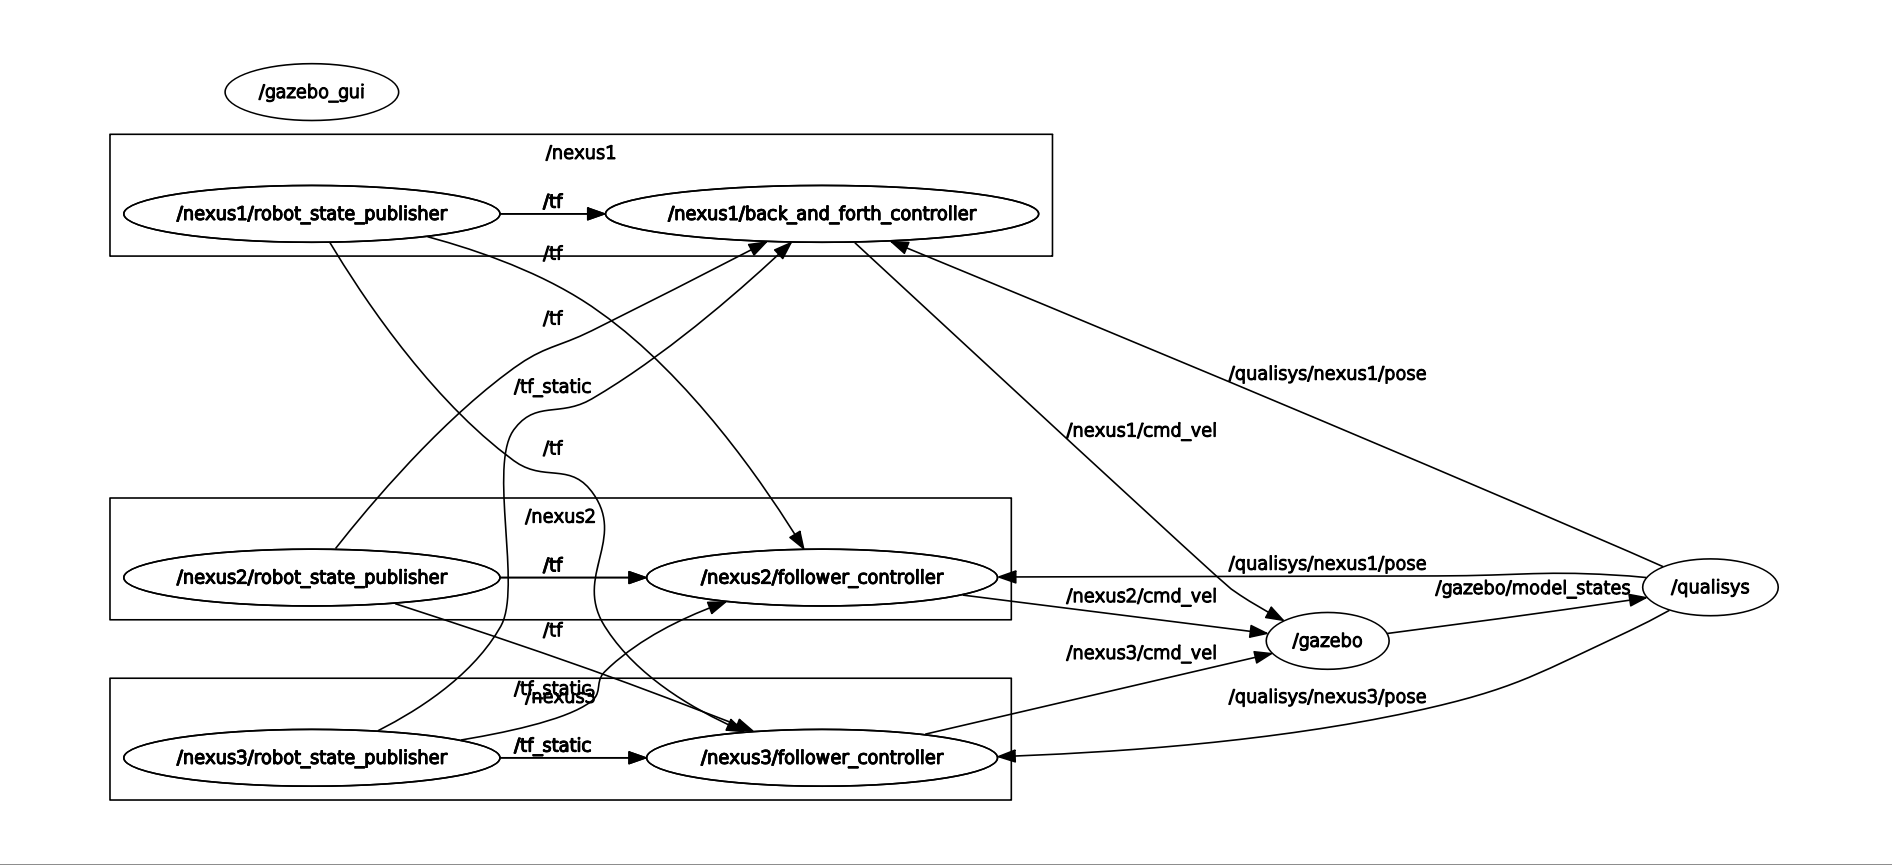 /gazebo_gui
/nexus1
/nexus1/robot_state_publisher
/tf
/nexus1/back_and_forth_controller
/tf
/tf
/qualisys/nexus1/pose
/tf_static
/nexus1/cmd_vel
/tf
/nexus2
/nexus2/robot_state_publisher
/tf
/nexus2/follower_controller
/qualisys/nexus1/pose
/nexus2/cmd_vel
/gazebo/model_states
/qualisys
/tf
/gazebo
/nexus3/cmd_vel
/tf_static
/nexus3
/qualisys/nexus3/pose
/nexus3/robot_state_publisher
/tf_static
/nexus3/follower_controller